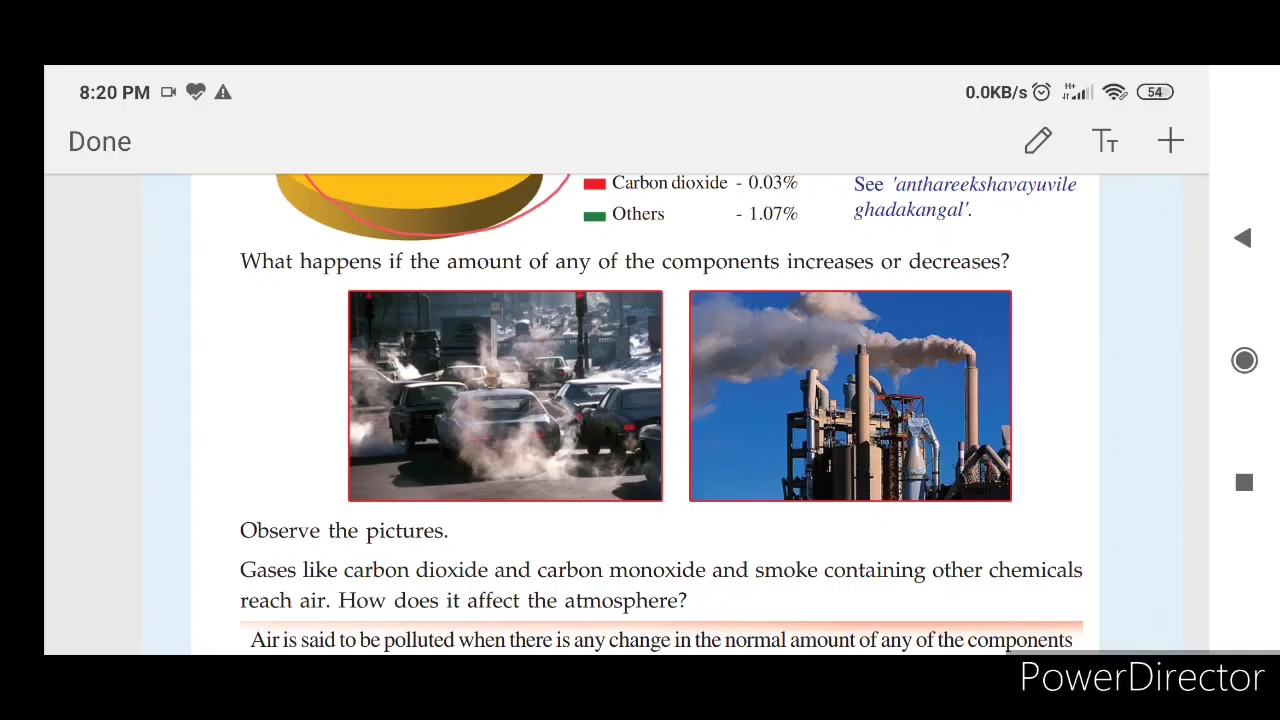 8:20 PM
0.0KB/s H+ 54
Done TT
Carbon dioxide - 0.03%
Others - 1.07%
See 'anthareekshavayuvile
ghadakangal'.
What happens if the amount of any of the components increases or decreases?
Observe the pictures.
Gases like carbon dioxide and carbon monoxide and smoke containing other chemicals
reach air. How does it affect the atmosphere?
Air is said to be polluted when there is any change in the normal amount of any of the components
PowerDirector